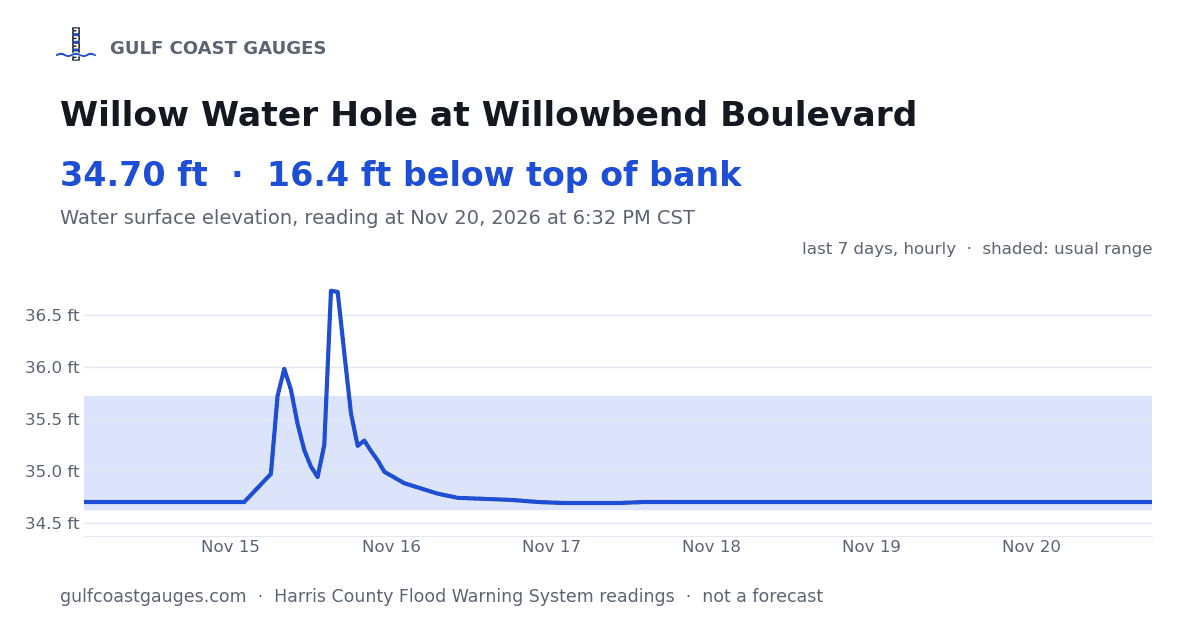 GULF COAST GAUGES
Willow Water Hole at Willowbend Boulevard
34.70 ft · 16.4 ft below top of bank
Water surface elevation, reading at Nov 20, 2026 at 6:32 PM CST
last 7 days, hourly · shaded: usual range
36.5 ft
36.0 ft
35.5 ft
35.0 ft
34.5 ft
Nov 15 Nov 16 Nov 17 Nov 18 Nov 19 Nov 20
gulfcoastgauges.com · Harris County Flood Warning System readings · not a forecast